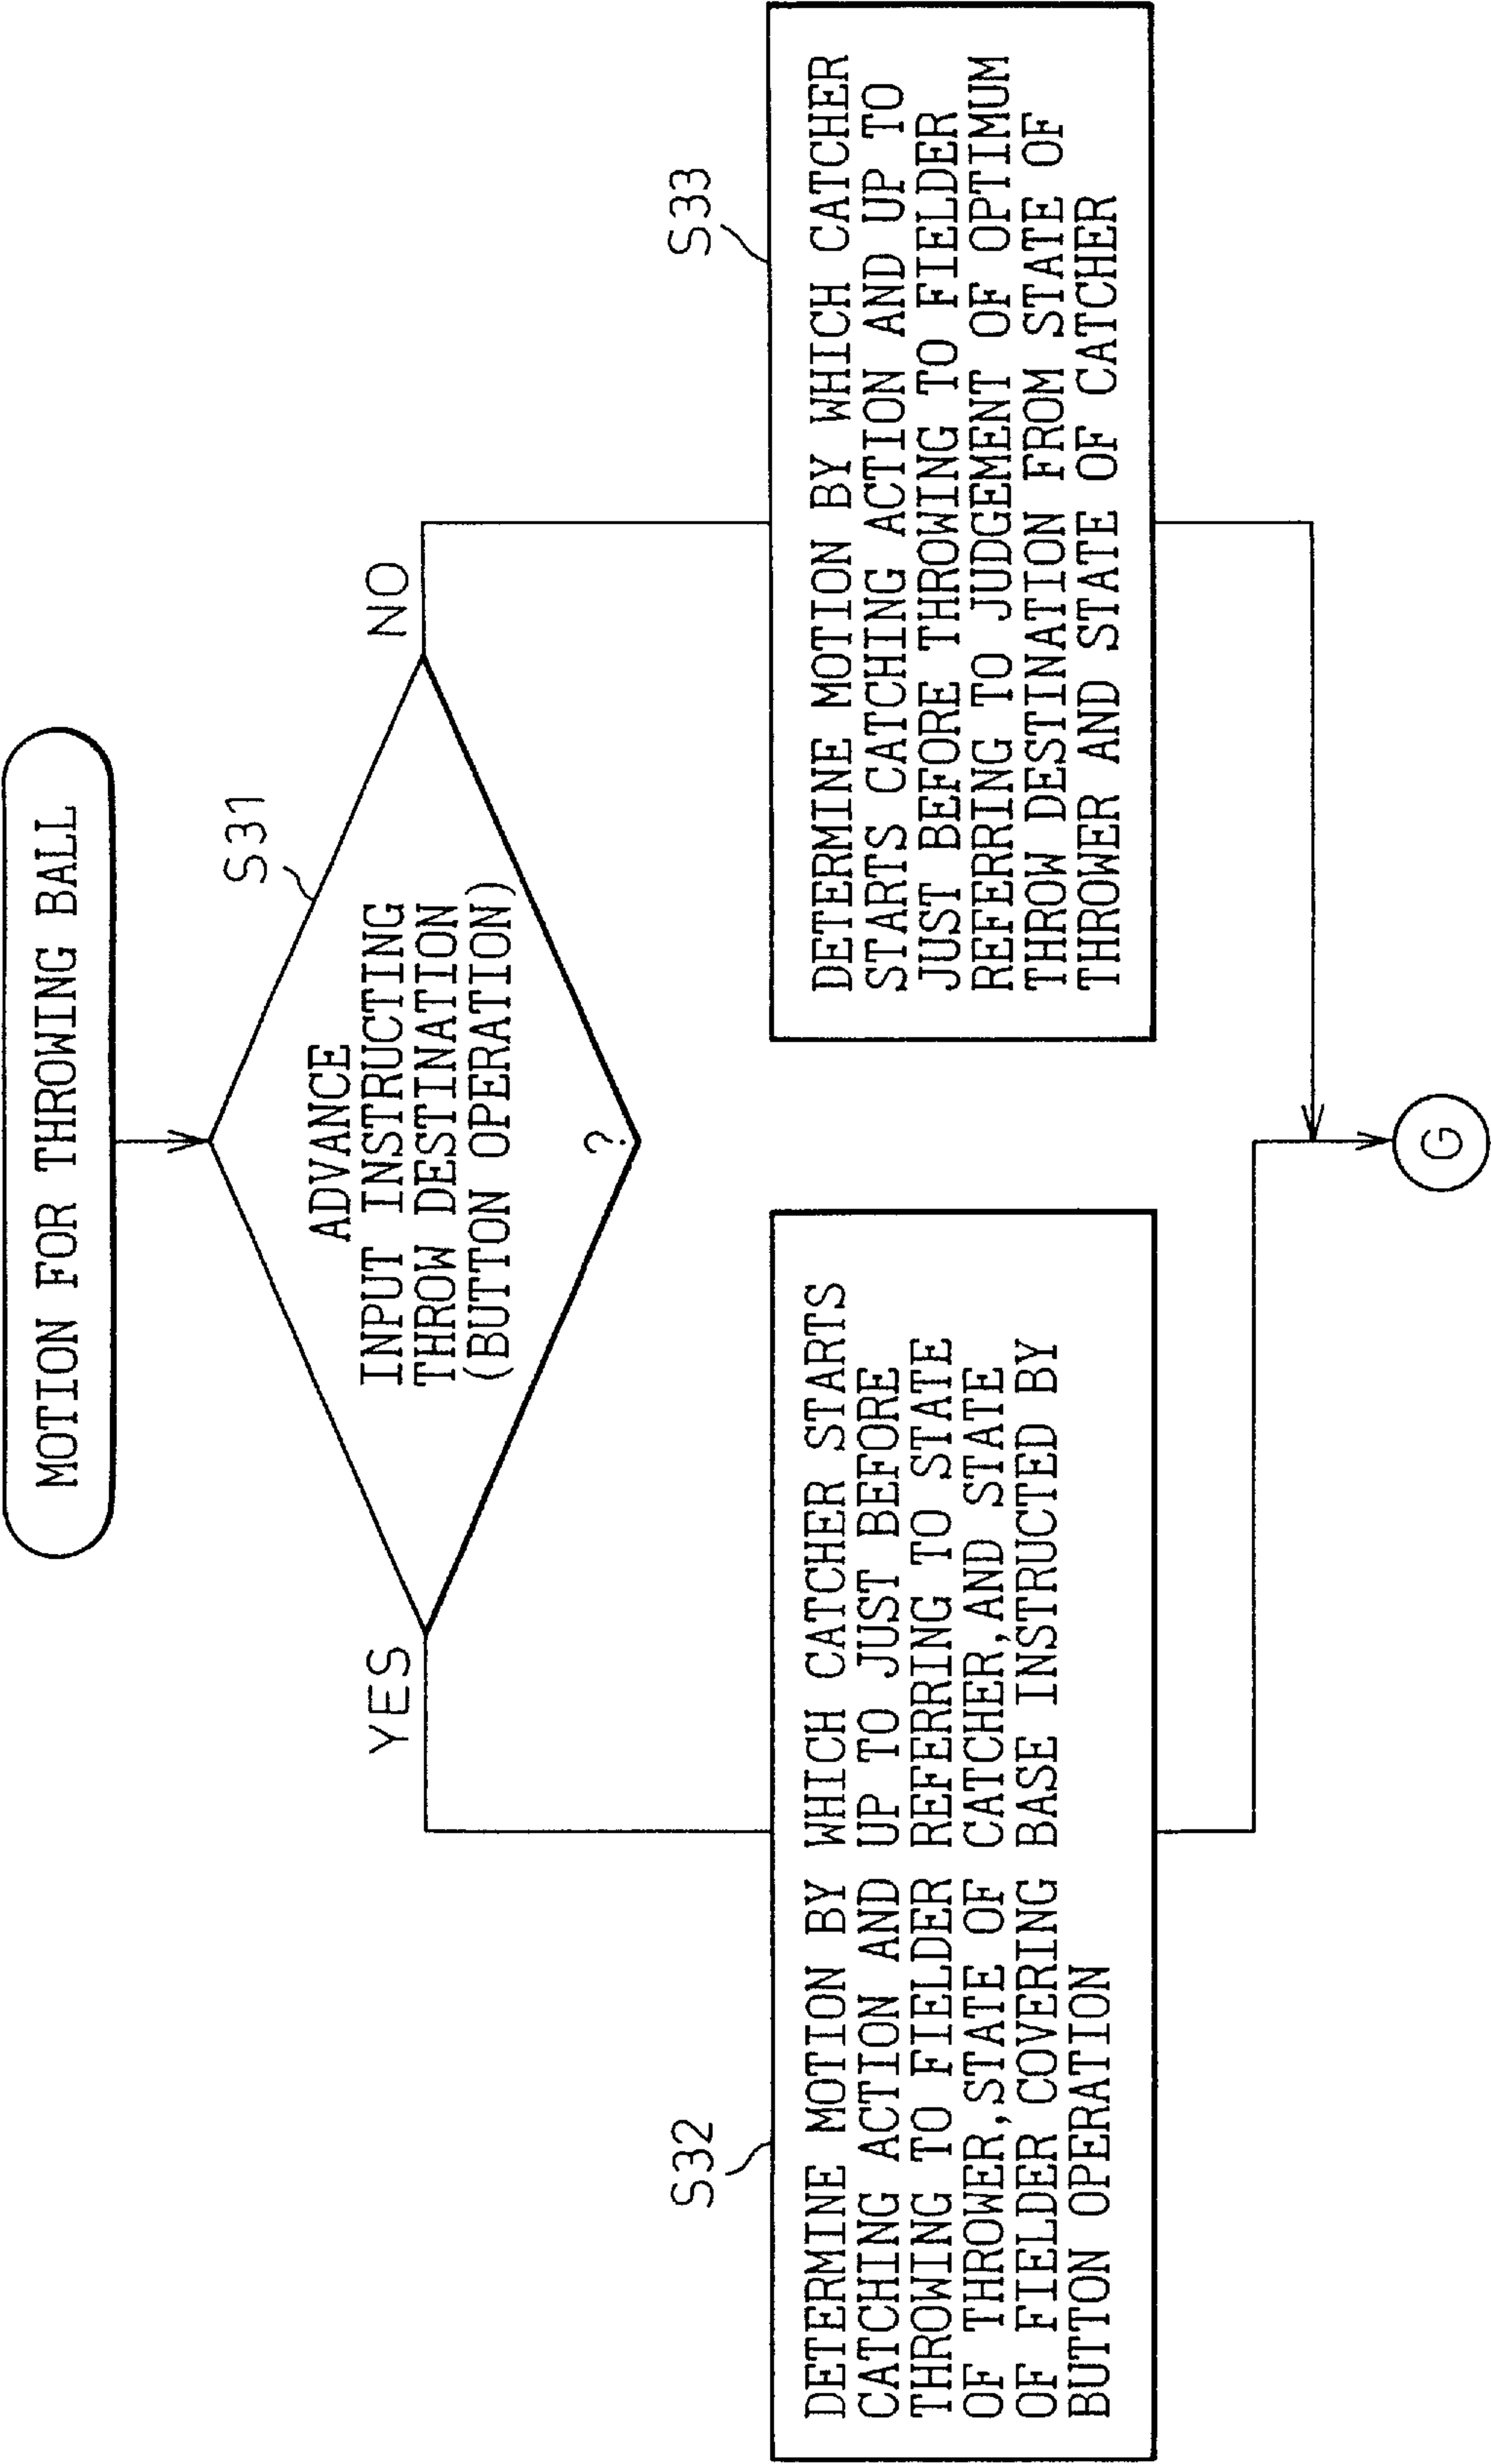 MOTION FOR THROWING BALL
S31
ADVANCE
INPUT INSTRUCTING
THROW DESTINATION
(BUTTON OPERATION)
?
YES
NO
S32
DETERMINE MOTION BY WHICH CATCHER STARTS
CATCHING ACTION AND UP TO JUST BEFORE
THROWING TO FIELDER REFERRING TO STATE
OF THROWER,STATE OF CATCHER,AND STATE
OF FIELDER COVERING BASE INSTRUCTED BY
BUTTON OPERATION
S33
DETERMINE MOTION BY WHICH CATCHER
STARTS CATCHING ACTION AND UP TO
JUST BEFORE THROWING TO FIELDER
REFERRING TO JUDGEMENT OF OPTIMUM
THROW DESTINATION FROM STATE OF
THROWER AND STATE OF CATCHER
G